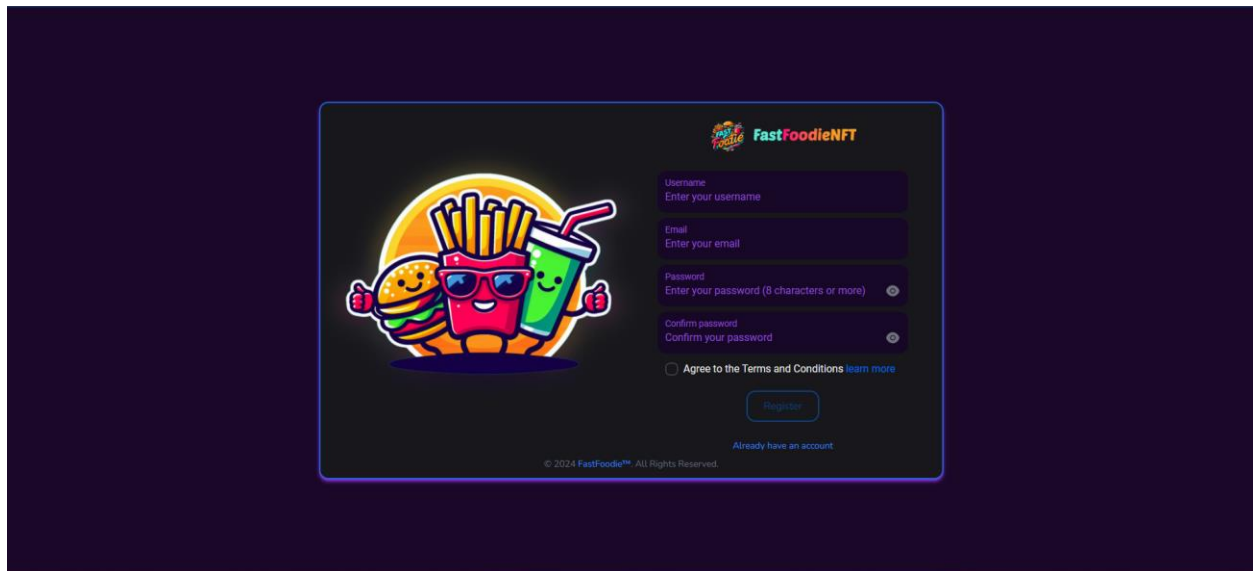 FAST
Foodie
FastFoodieNFT
Username
Enter your username
Email
Enter your email
Password
Enter your password (8 characters or more)
Confirm password
Confirm your password
Agree to the Terms and Conditions learn more
Register
Already have an account
© 2024 FastFoodie™. All Rights Reserved.